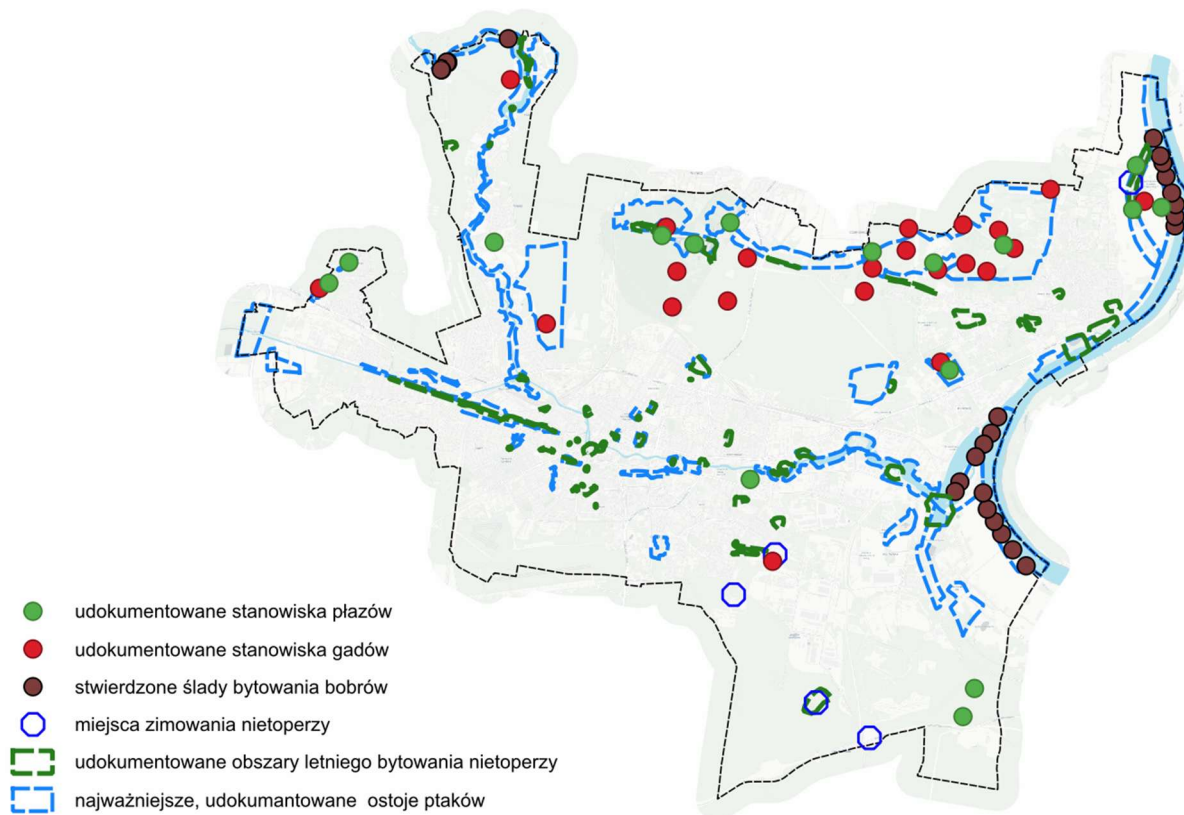 udokumentowane stanowiska płazów
udokumentowane stanowiska gadów
stwierdzone ślady bytowania bobrów
miejsca zimowania nietoperzy
udokumentowane obszary letniego bytowania nietoperzy
najważniejsze, udokumantowane ostoje ptaków